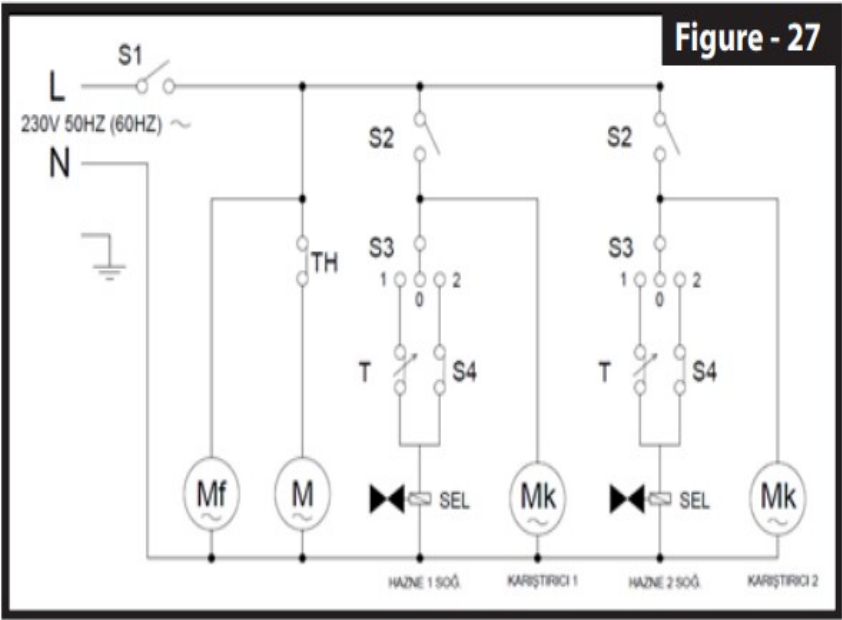 Figure - 27
S1
L
230V 50HZ (60HZ) ~
N
S2
S2
TH
S3
1 0 2
S3
1 0 2
T S4
T S4
Mf
M
SEL
Mk
SEL
Mk
HAZNE 1 SOĞ.
KARIŞTIRICI 1
HAZNE 2 SOĞ.
KARIŞTIRICI 2